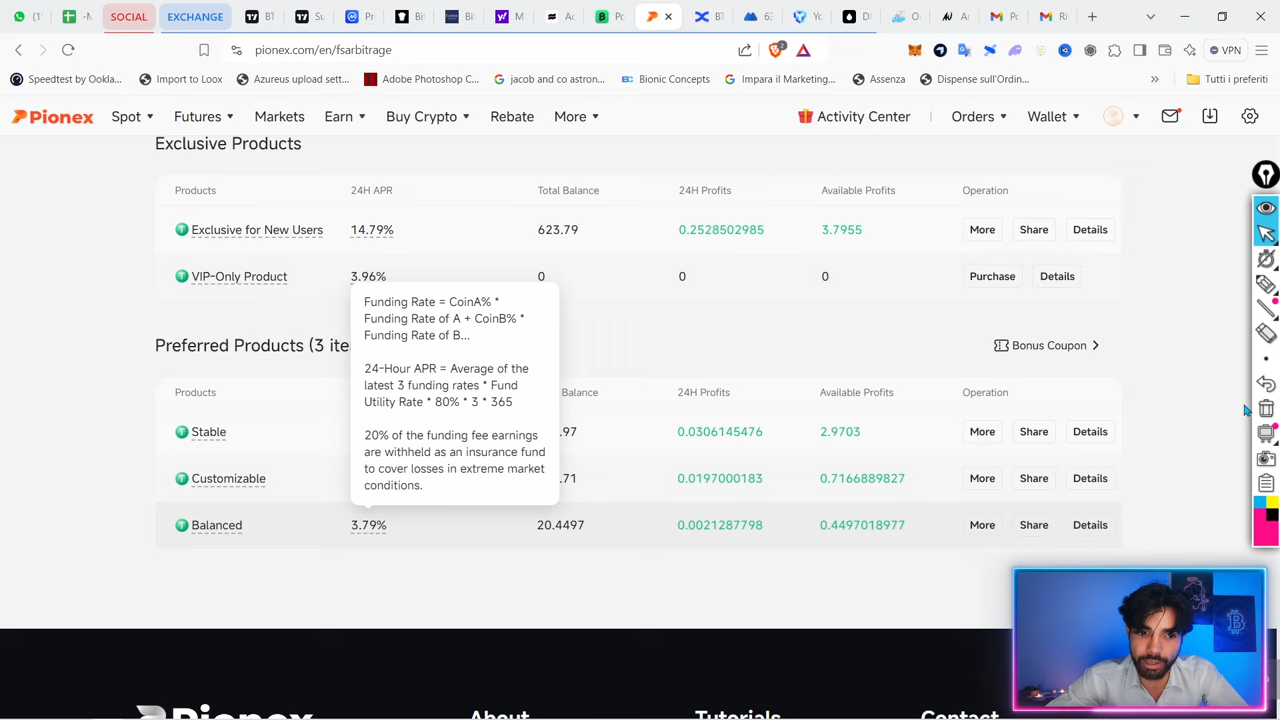 SOCIAL
EXCHANGE
pionex.com/en/fsarbitrage
VPN
Speedtest by Ookla...
Import to Loox
Azureus upload sett...
Adobe Photoshop C...
jacob and co astron...
Bionic Concepts
Impara il Marketing...
Assenza
Dispense sull'Ordin...
Tutti i preferiti
Pionex
Spot
Futures
Markets
Earn
Buy Crypto
Rebate
More
Activity Center
Orders
Wallet
Exclusive Products
Products 24H APR Total Balance 24H Profits Available Profits Operation
Exclusive for New Users 14.79% 623.79 0.2528502985 3.7955 More Share Details
VIP-Only Product 3.96% 0 0 0 Purchase Details
Funding Rate = CoinA% *
Funding Rate of A + CoinB% *
Funding Rate of B...
24-Hour APR = Average of the
latest 3 funding rates * Fund
Utility Rate * 80% * 3 * 365
20% of the funding fee earnings
are withheld as an insurance fund
to cover losses in extreme market
conditions.
Preferred Products (3 ite
Bonus Coupon
Products Balance 24H Profits Available Profits Operation
Stable .97 0.0306145476 2.9703 More Share Details
Customizable .71 0.0197000183 0.7166889827 More Share Details
Balanced 3.79% 20.4497 0.0021287798 0.4497018977 More Share Details
Pionex
About
Tutorials
Contact